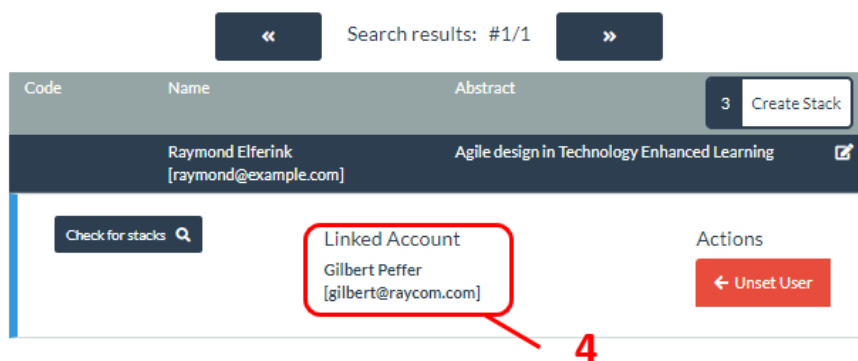 « Search results: #1/1 »
Code Name Abstract 3 Create Stack
Raymond Elferink Agile design in Technology Enhanced Learning
[raymond@example.com]
Check for stacks Linked Account Actions
Gilbert Peffer
[gilbert@raycom.com] Unset User
4